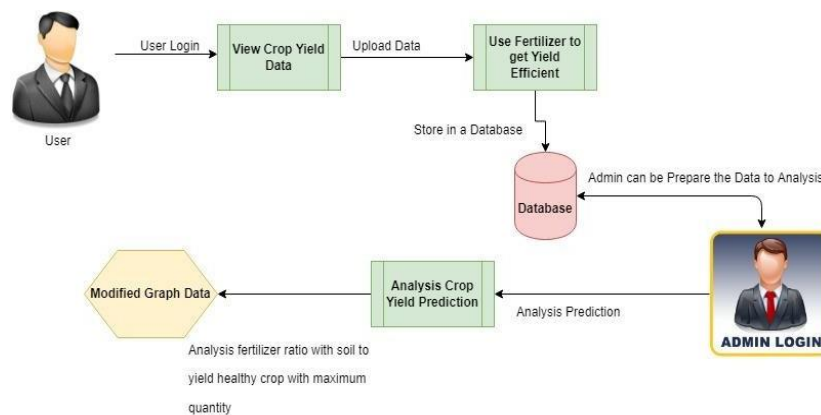 User Login
View Crop Yield
Data
Upload Data
Use Fertilizer to
get Yield
Efficient
User
Store in a Database
Database
Admin can be Prepare the Data to Analysis
ADMIN LOGIN
Analysis Prediction
Analysis Crop
Yield Prediction
Modified Graph Data
Analysis fertilizer ratio with soil to
yield healthy crop with maximum
quantity